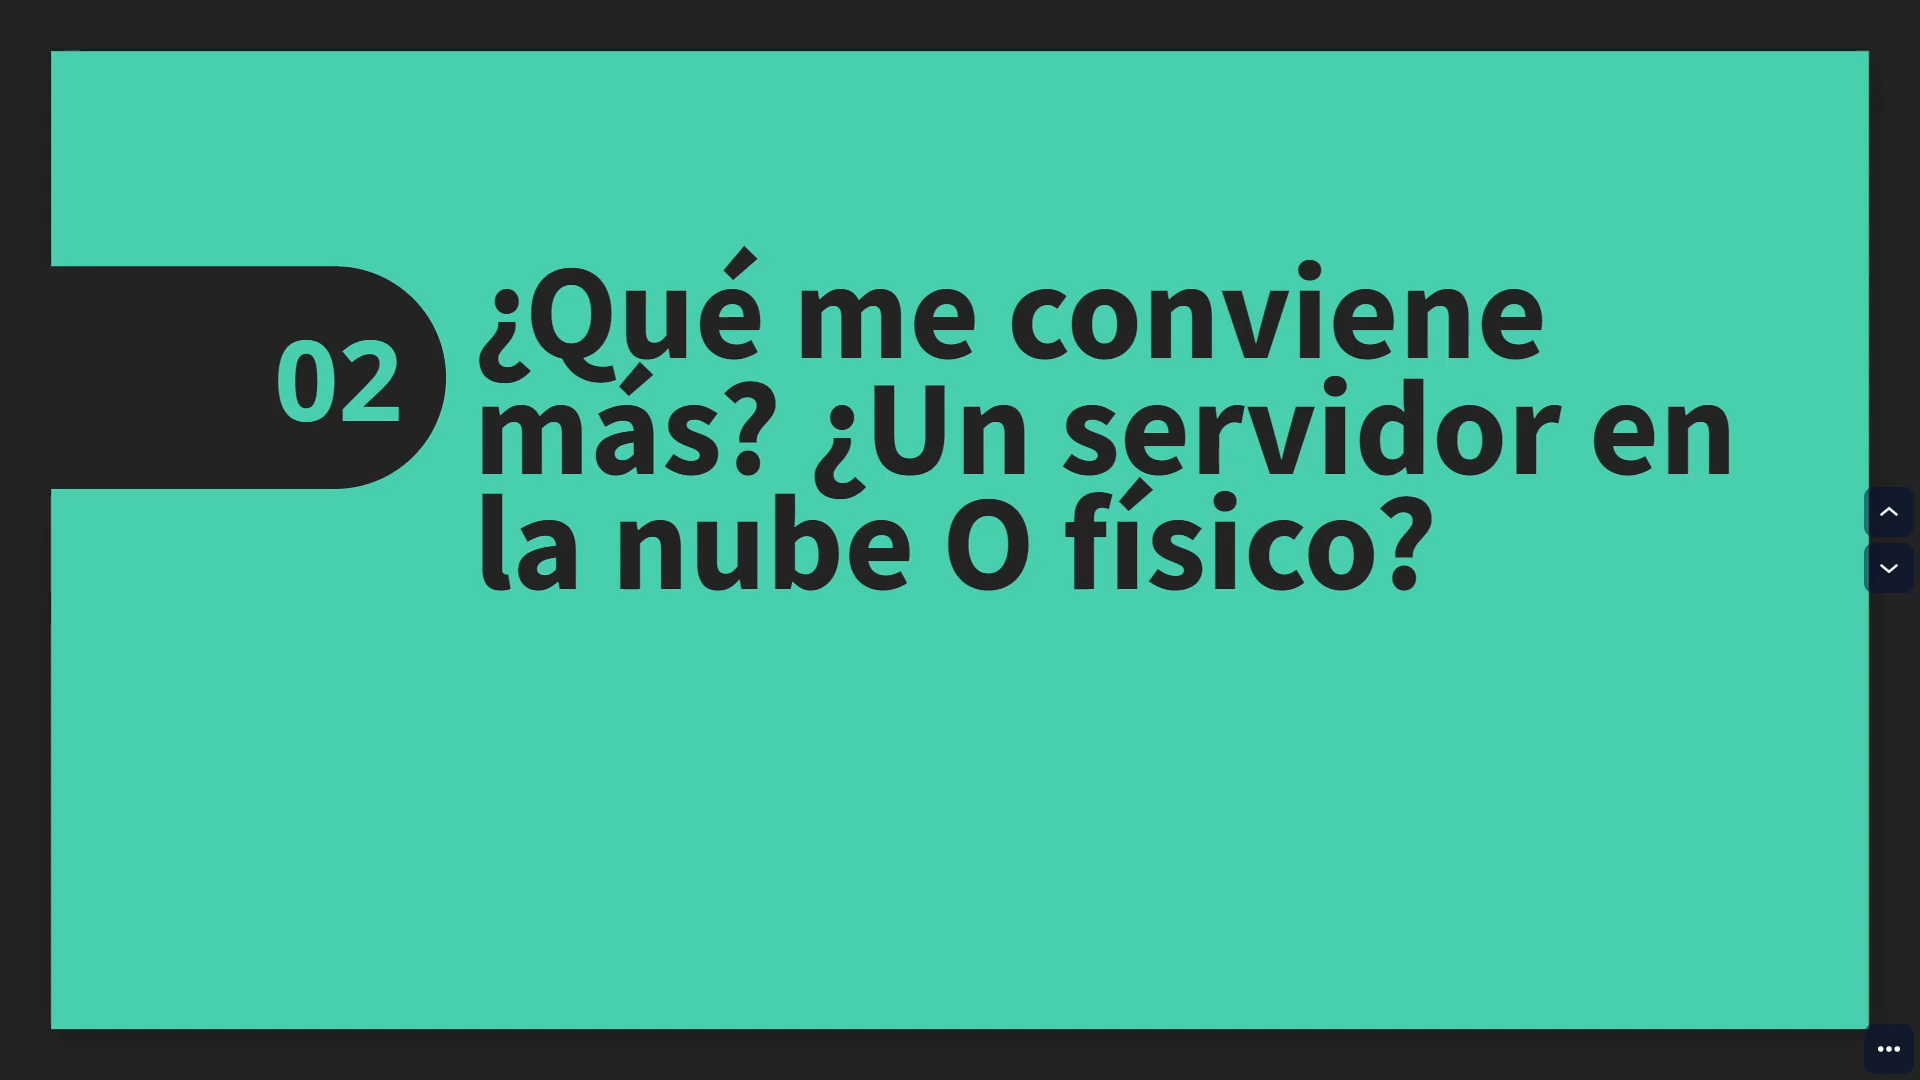 02
¿Qué me conviene
más? ¿Un servidor en
la nube O físico?